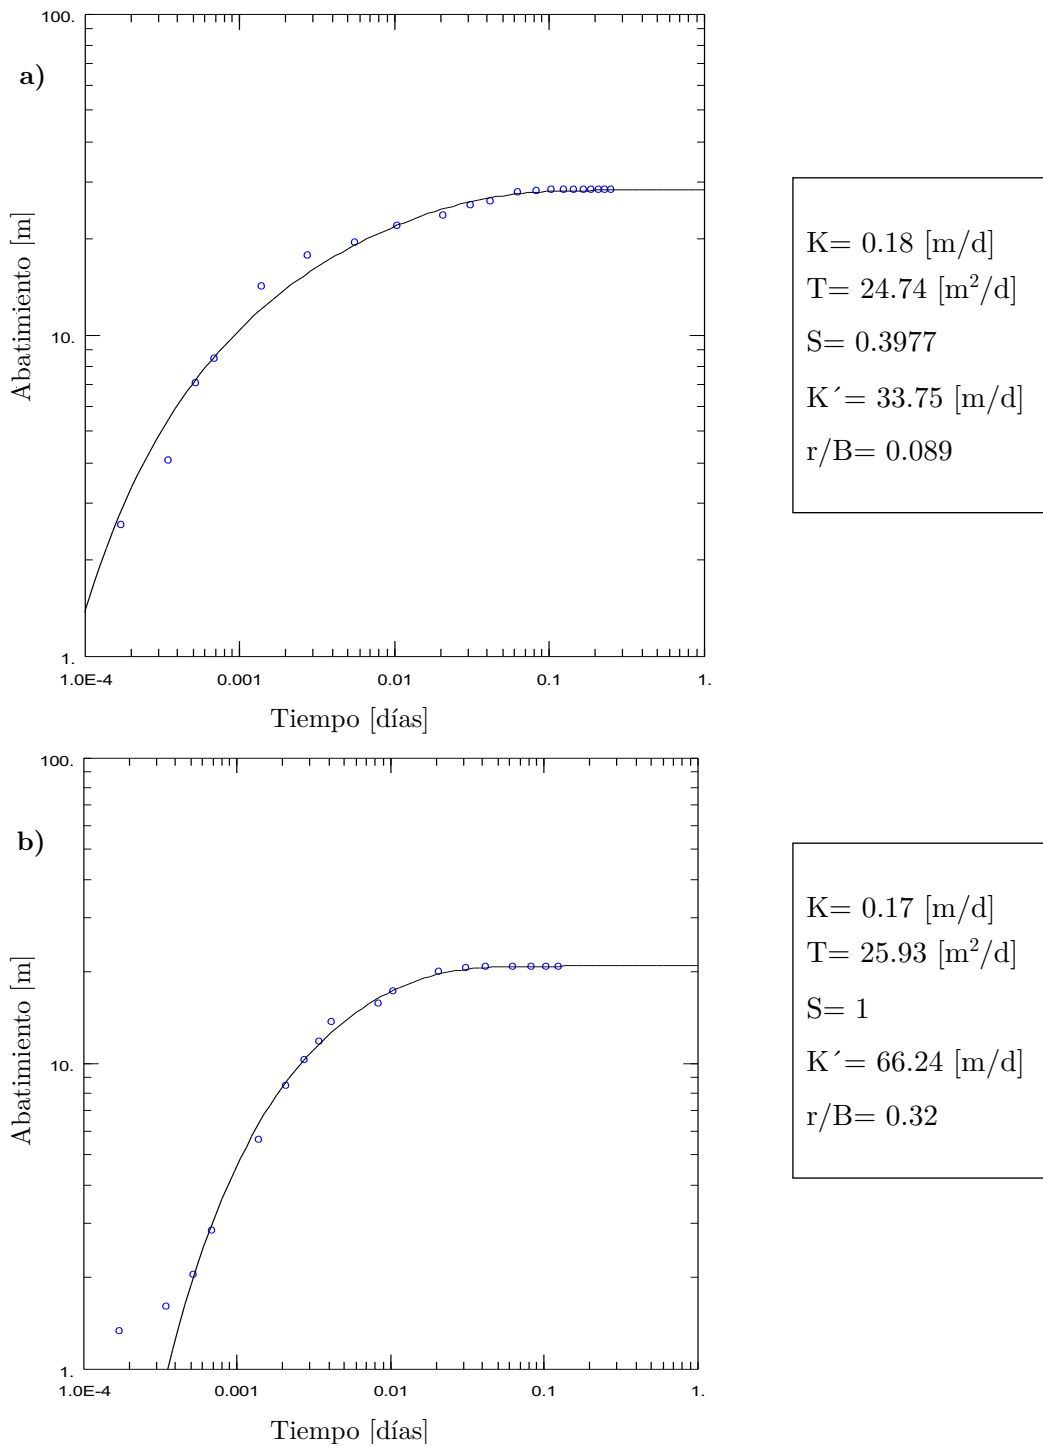 a)
100.
10.
1.
Abatimiento [m]
1.0E-4 0.001 0.01 0.1 1.
Tiempo [días]
K= 0.18 [m/d]
T= 24.74 [m²/d]
S= 0.3977
K´= 33.75 [m/d]
r/B= 0.089
b)
100.
10.
1.
Abatimiento [m]
1.0E-4 0.001 0.01 0.1 1.
Tiempo [días]
K= 0.17 [m/d]
T= 25.93 [m²/d]
S= 1
K´= 66.24 [m/d]
r/B= 0.32